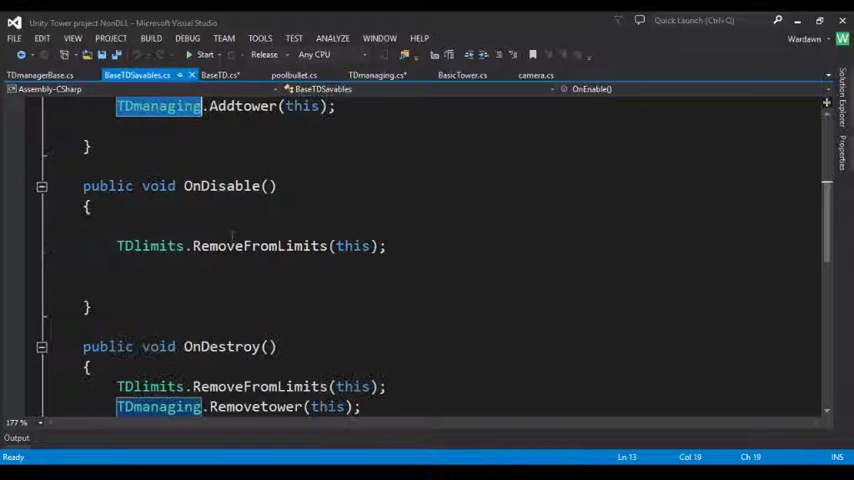 Unity Tower project NonDLL - Microsoft Visual Studio
Quick Launch (Ctrl+Q)
FILE EDIT VIEW PROJECT BUILD DEBUG TEAM TOOLS TEST ANALYZE WINDOW HELP
Wardawn W
Start Release Any CPU
TDmanagerBase.cs BaseTDSavables.cs BaseTD.cs* poolbullet.cs TDmanaging.cs* BasicTower.cs camera.cs
Assembly-CSharp BaseTDSavables OnEnable()
TDmanaging.Addtower(this);
}
public void OnDisable()
{
TDlimits.RemoveFromLimits(this);
}
public void OnDestroy()
{
TDlimits.RemoveFromLimits(this);
TDmanaging.Removetower(this);
177 %
Output
Ready Ln 13 Col 19 Ch 19 INS
Solution Explorer
Properties